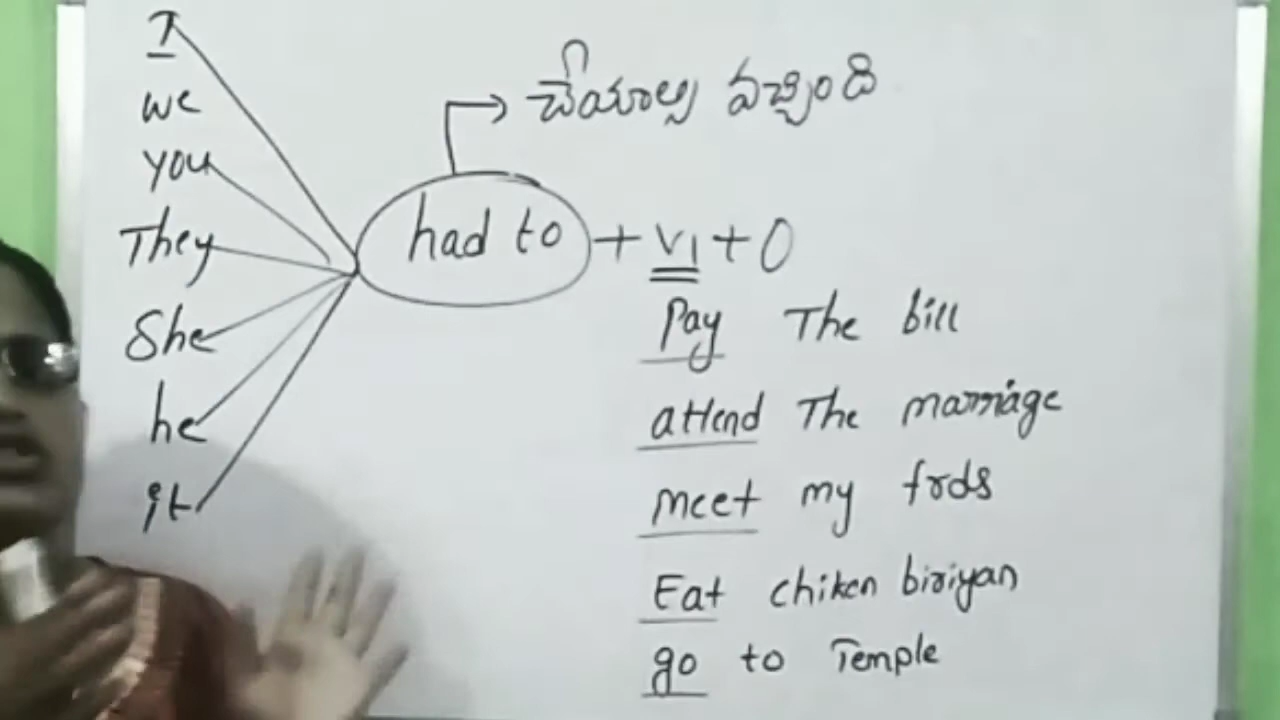 I
we
you
They
She
he
it
చేయాల్సి వచ్చింది
had to + V1 + O
Pay The bill
attend The marriage
meet my frds
Eat chiken biriyan
go to Temple